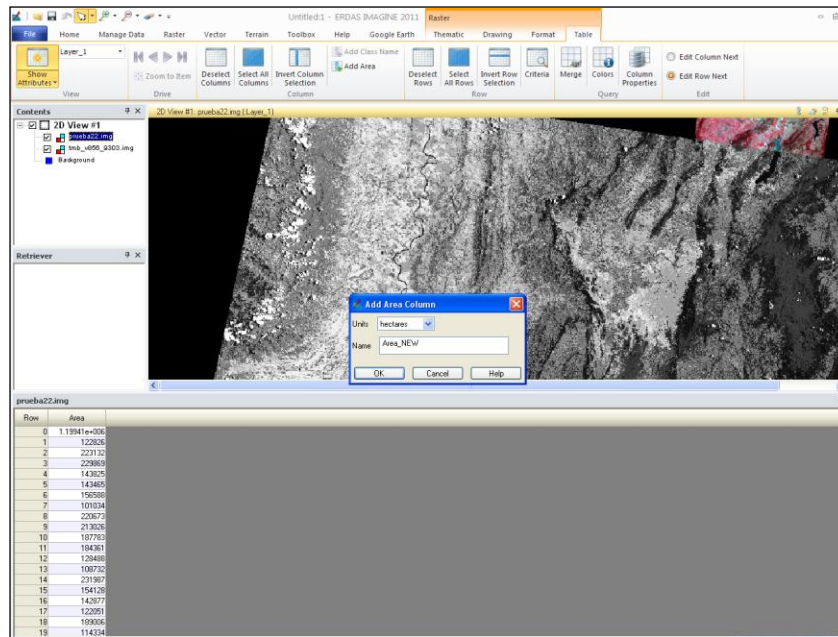 Untitled:1 - ERDAS IMAGINE 2011
Raster
File Home Manage Data Raster Vector Terrain Toolbox Help Google Earth Thematic Drawing Format Table
Show Attributes
Layer_1
Zoom to Item
Deselect Columns
Select All Columns
Invert Column Selection
Add Class Name
Add Area
Deselect Rows
Select All Rows
Invert Row Selection
Criteria
Merge
Colors
Column Properties
Edit Column Next
Edit Row Next
View Drive Column Row Query Edit
Contents
2D View #1
prueba22.img
tmb_v856_9303.img
Background
Retriever
2D View #1: prueba22.img (Layer_1)
Add Area Column
Units hectares
Name Area_NEW
OK Cancel Help
prueba22.img
Row Area
0 1.19941e+006
1 122826
2 223132
3 229869
4 143825
5 143465
6 156588
7 101034
8 220673
9 213026
10 187783
11 184361
12 128488
13 108732
14 231987
15 154128
16 142877
17 122051
18 189006
19 114334